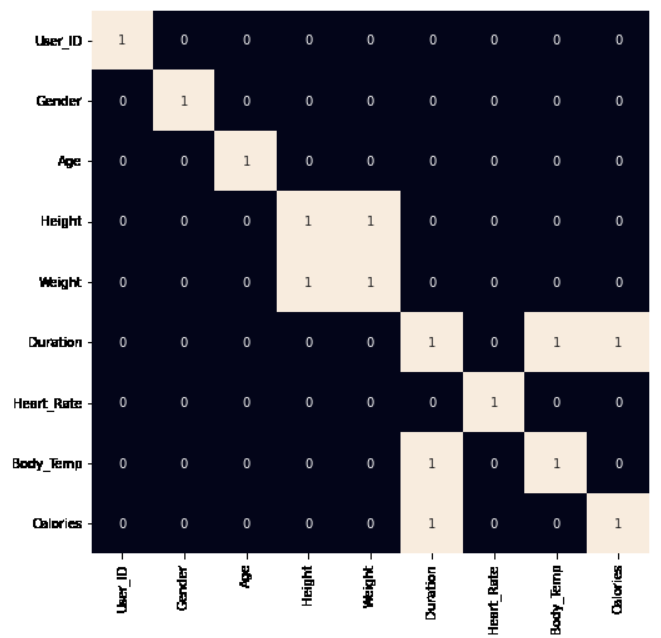 User_ID 1 0 0 0 0 0 0 0 0
Gender 0 1 0 0 0 0 0 0 0
Age 0 0 1 0 0 0 0 0 0
Height 0 0 0 1 1 0 0 0 0
Weight 0 0 0 1 1 0 0 0 0
Duration 0 0 0 0 0 1 0 1 1
Heart_Rate 0 0 0 0 0 0 1 0 0
Body_Temp 0 0 0 0 0 1 0 1 0
Calories 0 0 0 0 0 1 0 0 1
User_ID
Gender
Age
Height
Weight
Duration
Heart_Rate
Body_Temp
Calories